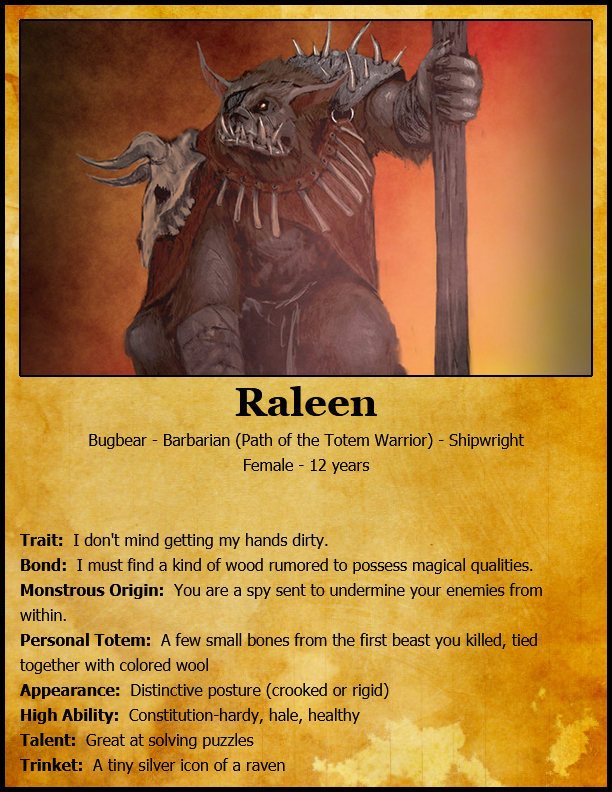 Raleen
Bugbear - Barbarian (Path of the Totem Warrior) - Shipwright
Female - 12 years
Trait:  I don't mind getting my hands dirty.
Bond:  I must find a kind of wood rumored to possess magical qualities.
Monstrous Origin:  You are a spy sent to undermine your enemies from
within.
Personal Totem:  A few small bones from the first beast you killed, tied
together with colored wool
Appearance:  Distinctive posture (crooked or rigid)
High Ability:  Constitution-hardy, hale, healthy
Talent:  Great at solving puzzles
Trinket:  A tiny silver icon of a raven